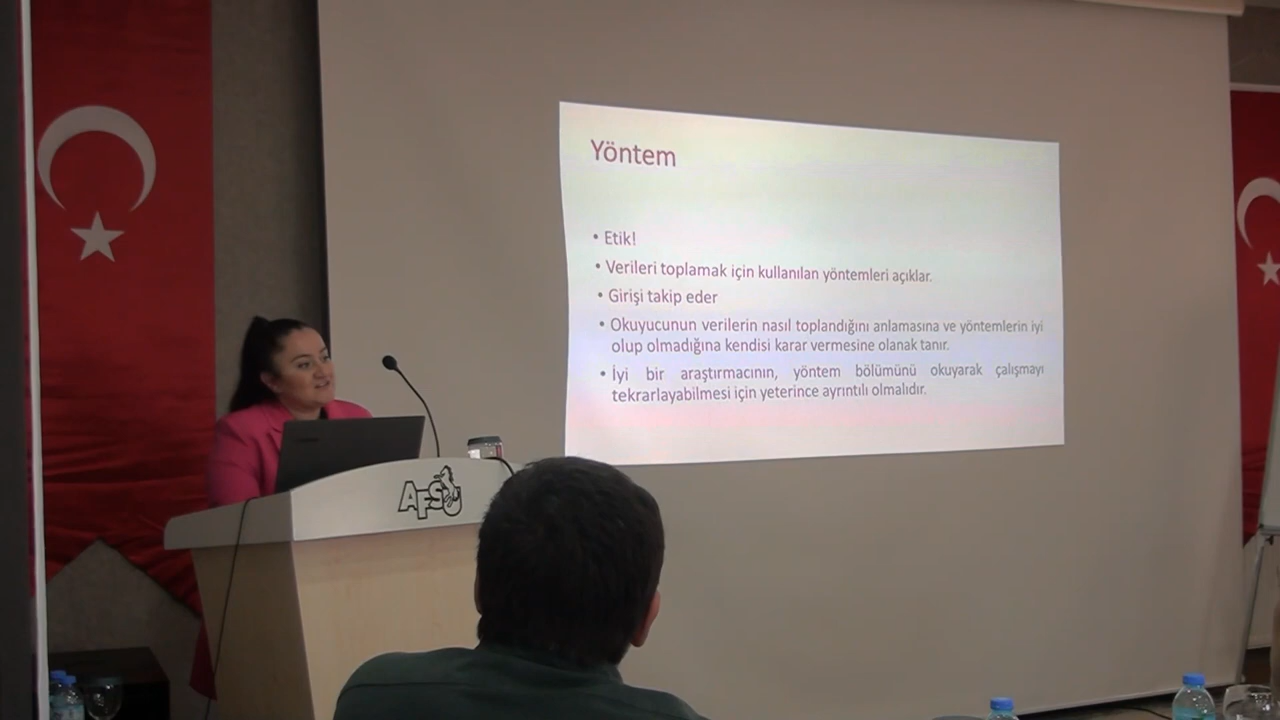 Yöntem
• Etik!
• Verileri toplamak için kullanılan yöntemleri açıklar.
• Girişi takip eder
• Okuyucunun verilerin nasıl toplandığını anlamasına ve yöntemlerin iyi
olup olmadığına kendisi karar vermesine olanak tanır.
• İyi bir araştırmacının, yöntem bölümünü okuyarak çalışmayı
tekrarlayabilmesi için yeterince ayrıntılı olmalıdır.
AFSU